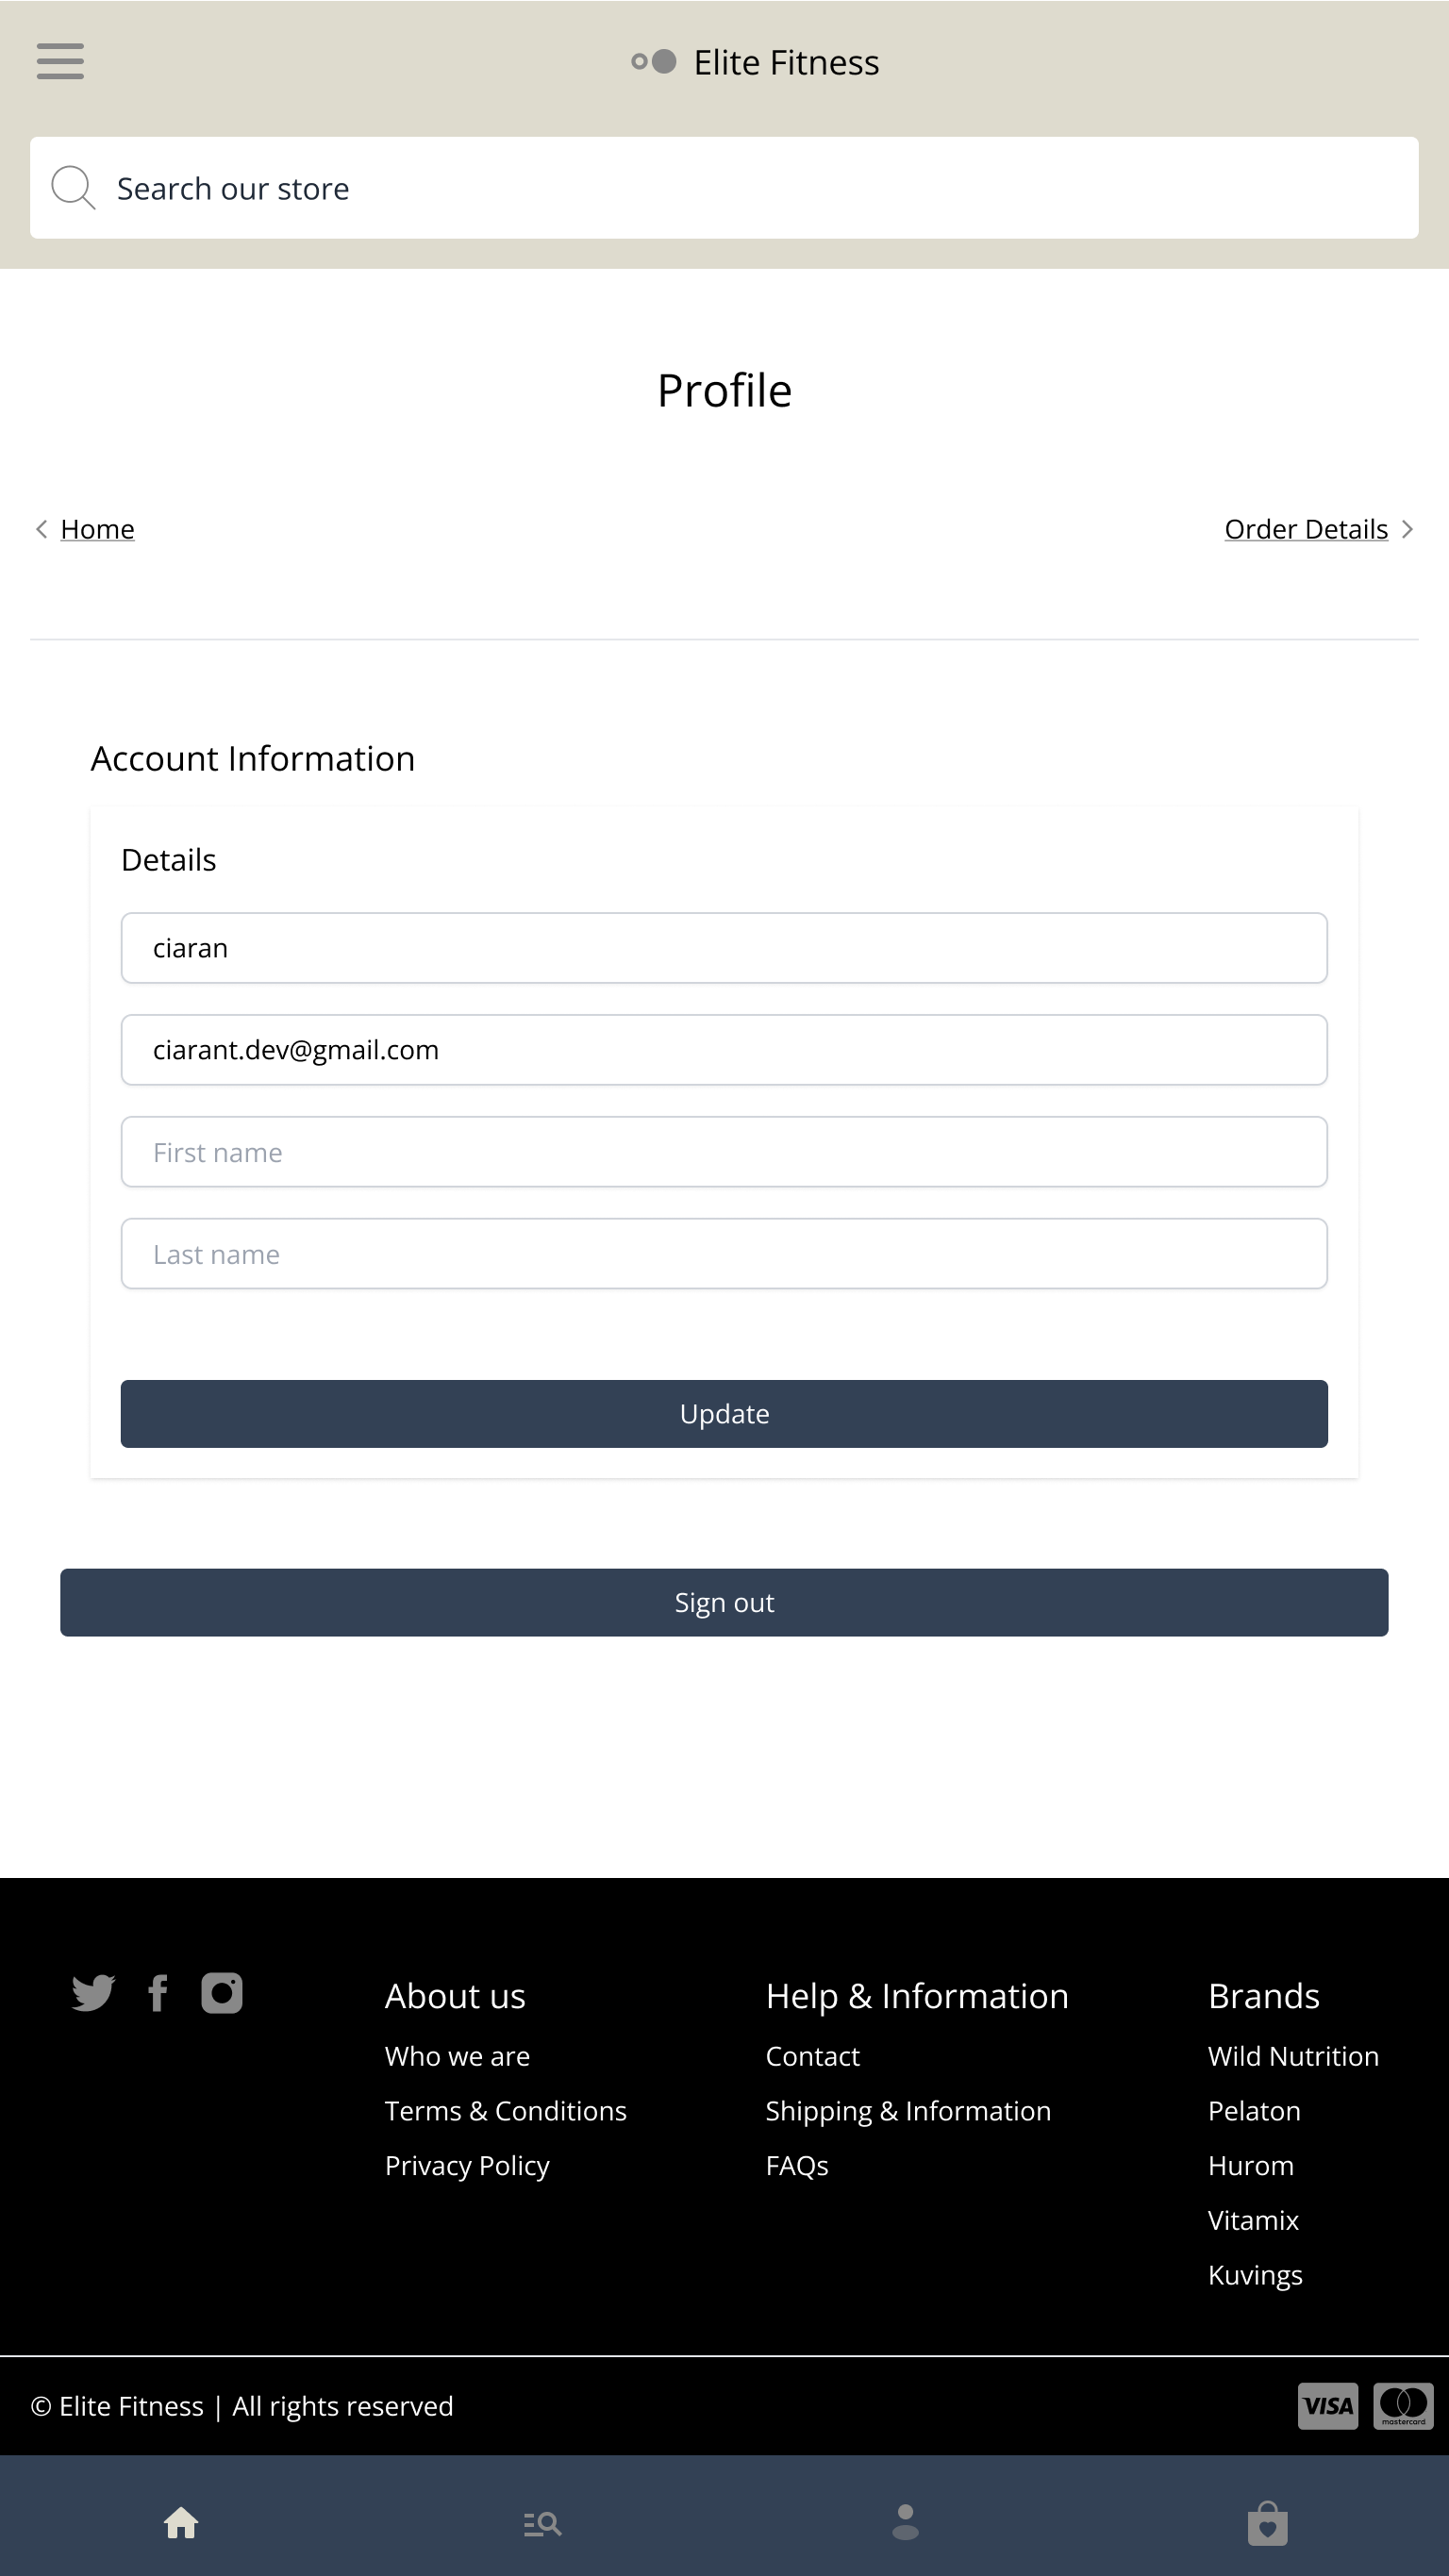 Elite Fitness
Search our store
Profile
Home
Order Details
Account Information
Details
ciaran
ciarant.dev@gmail.com
First name
Last name
Update
Sign out
About us
Who we are
Terms & Conditions
Privacy Policy
Help & Information
Contact
Shipping & Information
FAQs
Brands
Wild Nutrition
Pelaton
Hurom
Vitamix
Kuvings
© Elite Fitness | All rights reserved
VISA
mastercard